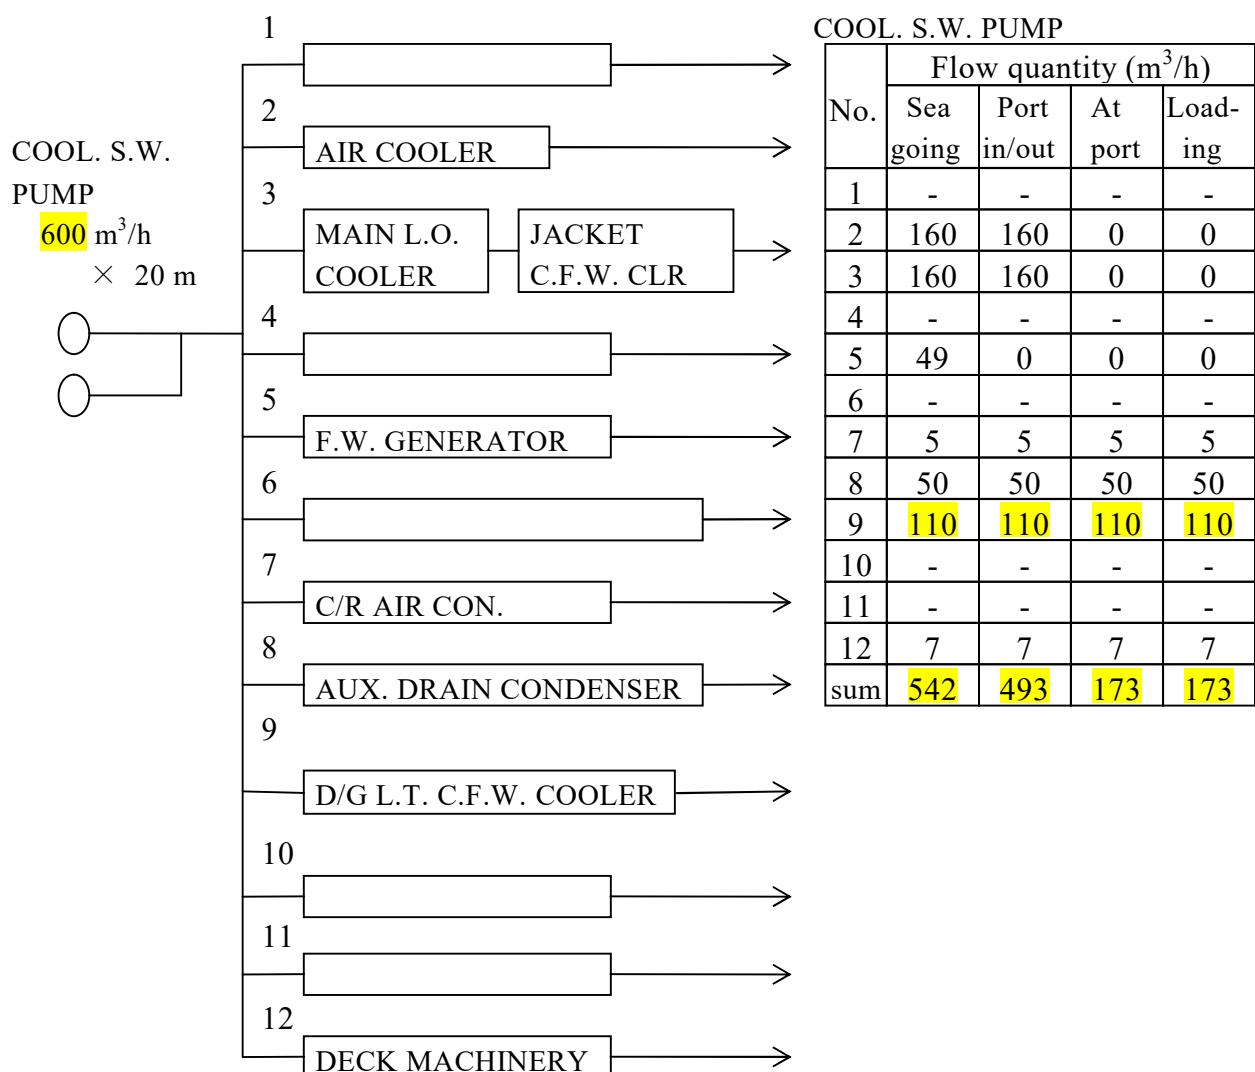 COOL. S.W.
PUMP
600 m³/h
× 20 m
1
2
AIR COOLER
3
MAIN L.O.
COOLER
JACKET
C.F.W. CLR
4
5
F.W. GENERATOR
6
7
C/R AIR CON.
8
AUX. DRAIN CONDENSER
9
D/G L.T. C.F.W. COOLER
10
11
12
DECK MACHINERY
COOL. S.W. PUMP
No. Flow quantity (m³/h)
Sea going Port in/out At port Load-ing
1 - - - -
2 160 160 0 0
3 160 160 0 0
4 - - - -
5 49 0 0 0
6 - - - -
7 5 5 5 5
8 50 50 50 50
9 110 110 110 110
10 - - - -
11 - - - -
12 7 7 7 7
sum 542 493 173 173